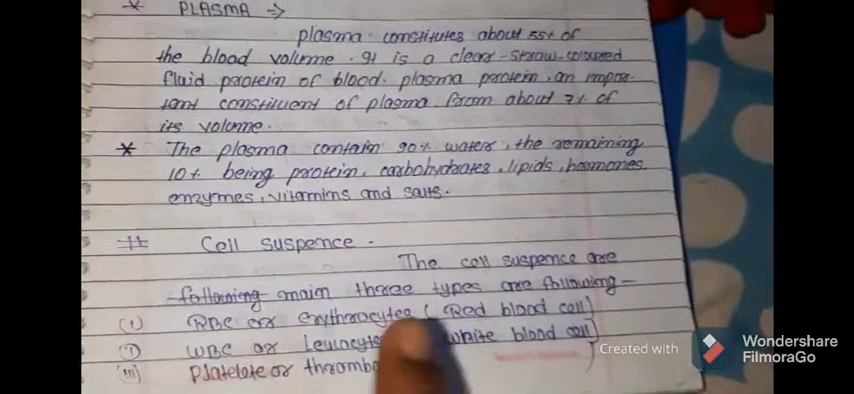 * PLASMA →
plasma constitutes about 55% of
the blood volume. It is a clear-straw-coloured
fluid protein of blood. plasma protein, an impor-
tant constituent of plasma from about 7% of
its volume.
* The plasma contain 90% water, the remaining
10% being protein, carbohydrates, lipids, hormones
enzymes, vitamins and salts.
# Cell suspence.
The cell suspence are
following main three types are following-
(i) RBC or erythrocytes (Red blood cell)
(ii) WBC or white blood cell)
(iii) Platelete or )
Created with Wondershare
FilmoraGo